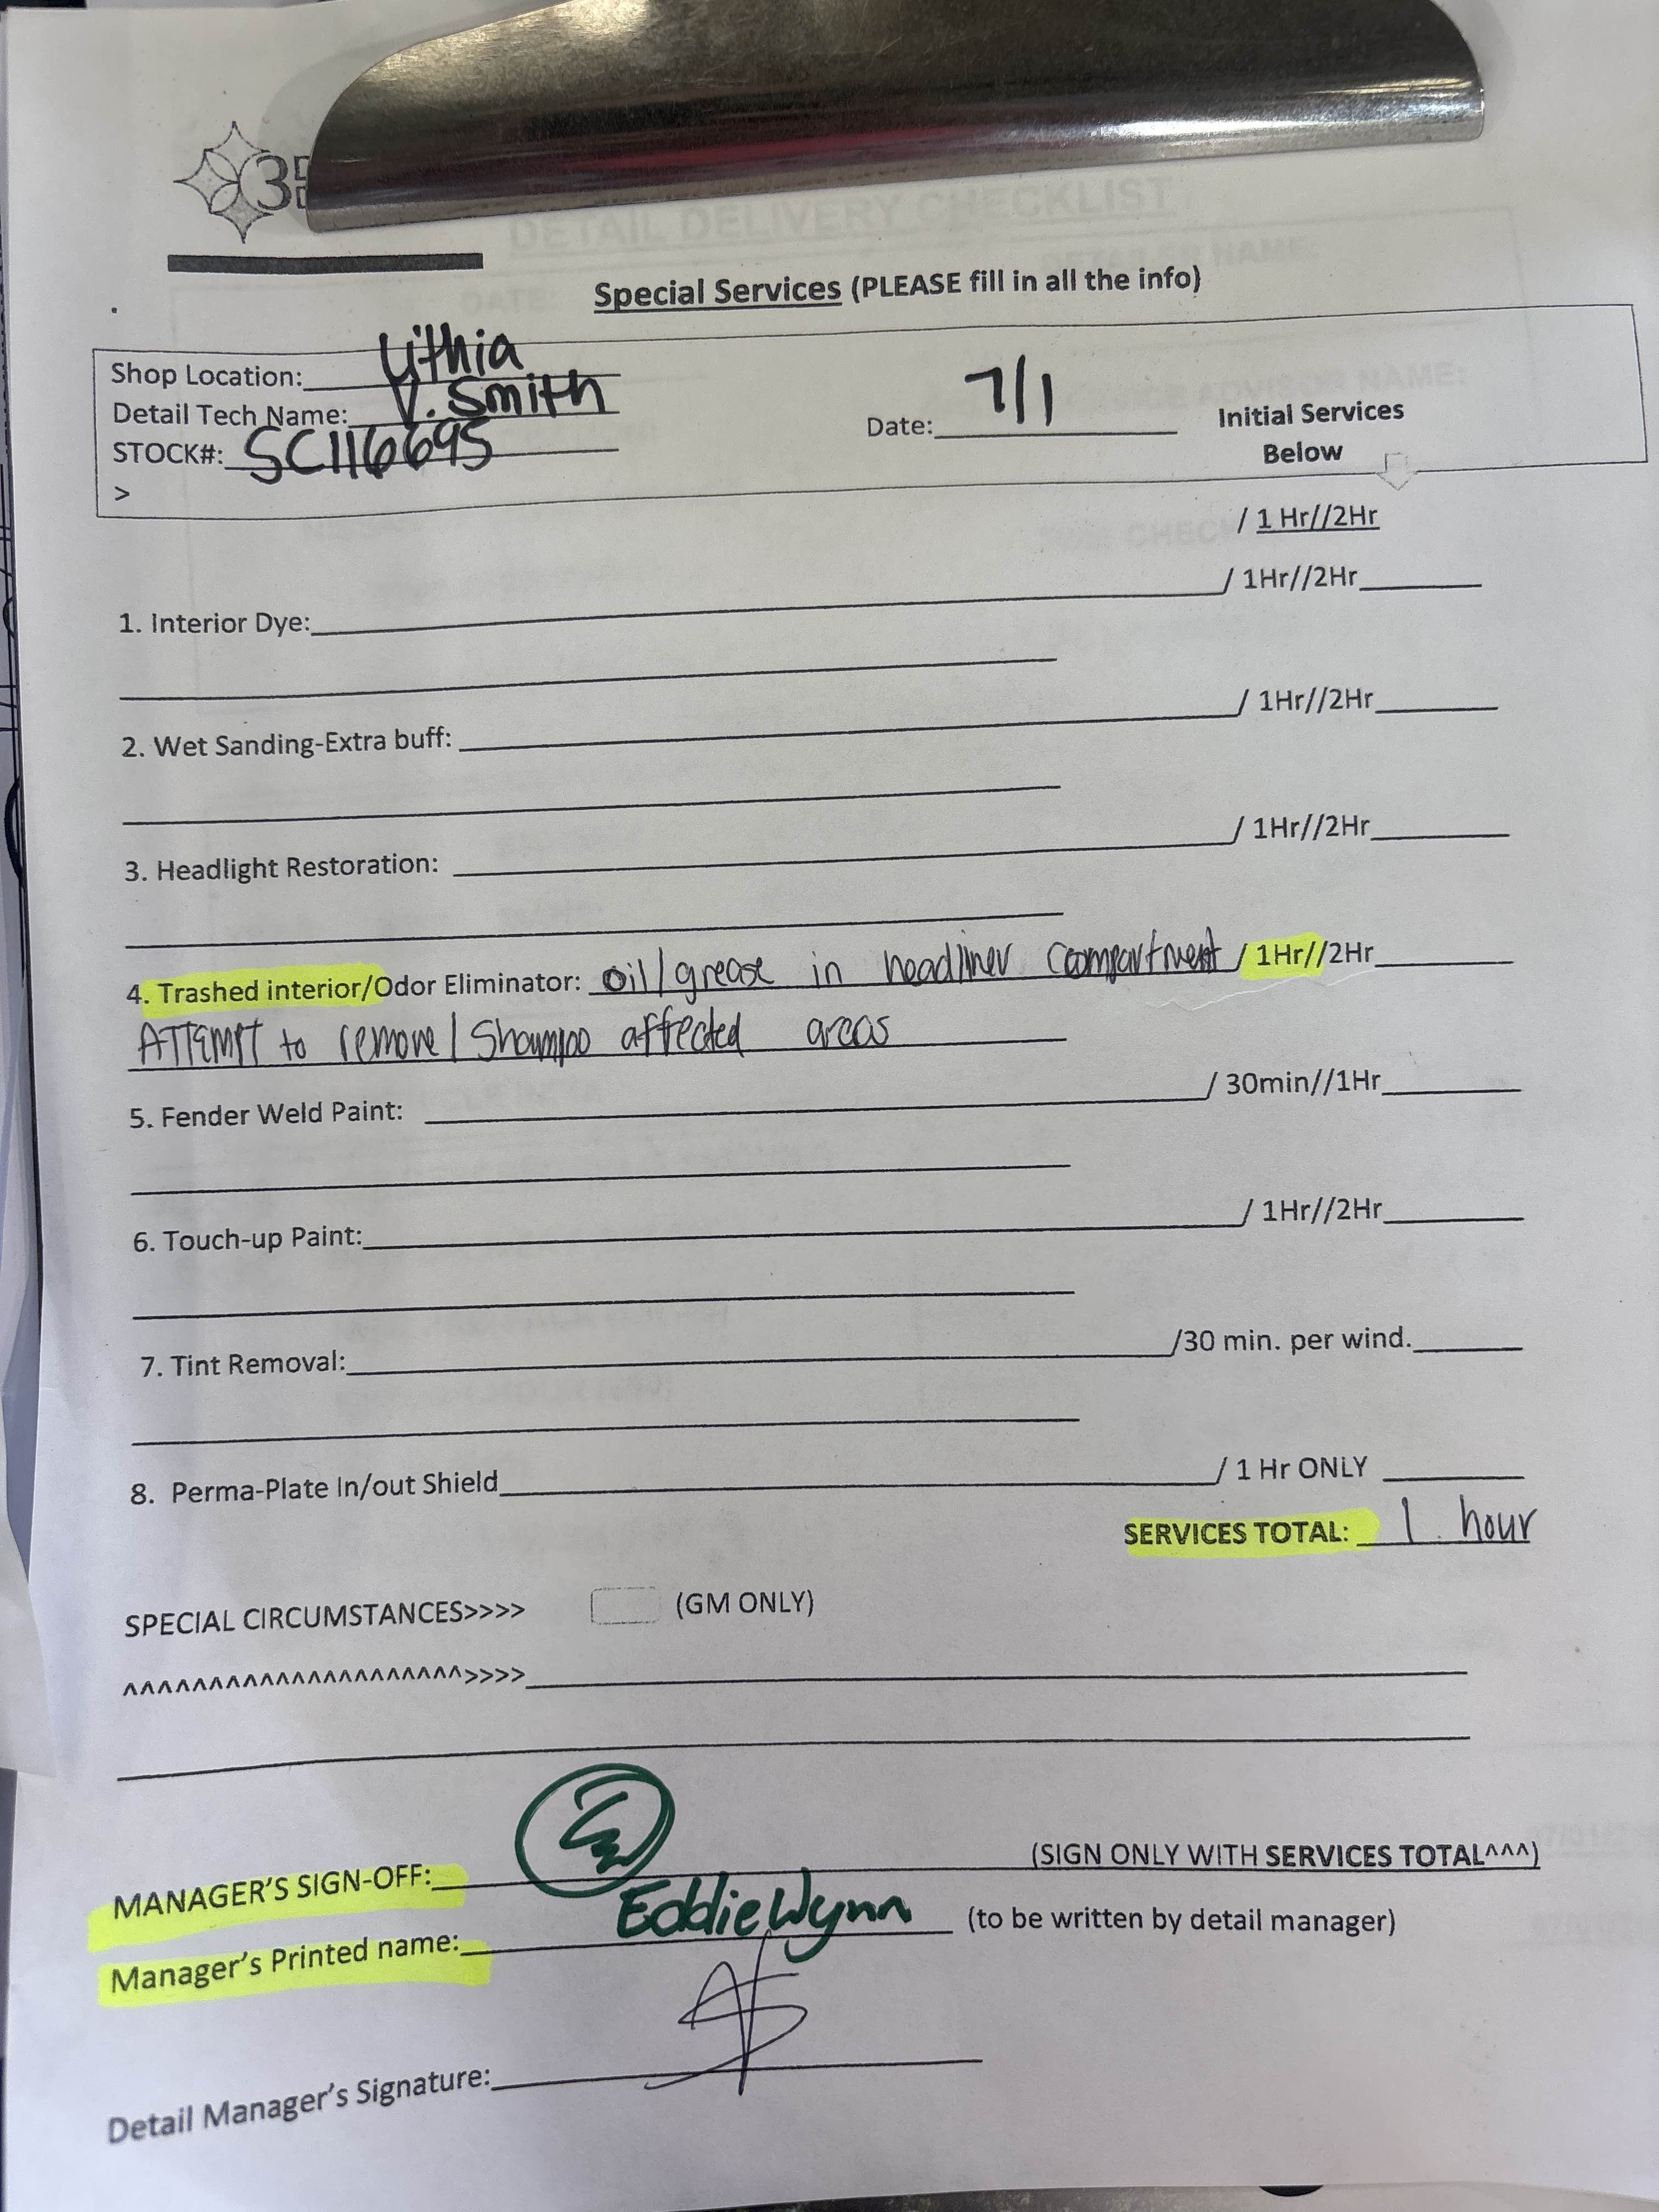 3
Special Services (PLEASE fill in all the info)
Shop Location: Lithia
Detail Tech Name: V. Smith
Date: 7/1
Initial Services
Below
STOCK#: SC116695
>
/ 1 Hr//2Hr
1. Interior Dye: / 1Hr//2Hr
2. Wet Sanding-Extra buff: / 1Hr//2Hr
3. Headlight Restoration: / 1Hr//2Hr
4. Trashed interior/Odor Eliminator: oil/grease in headliner compartment / 1Hr//2Hr
ATTEMPT to remove/Shampoo affected areas
5. Fender Weld Paint: / 30min//1Hr
6. Touch-up Paint: / 1Hr//2Hr
7. Tint Removal: /30 min. per wind.
8. Perma-Plate In/out Shield / 1 Hr ONLY
SERVICES TOTAL: 1 hour
SPECIAL CIRCUMSTANCES>>>> (GM ONLY)
^^^^^^^^^^^^^^^^^^^^^^>>>>
MANAGER'S SIGN-OFF: EW (SIGN ONLY WITH SERVICES TOTAL^^^)
Manager's Printed name: Eddie Wynn (to be written by detail manager)
Detail Manager's Signature: